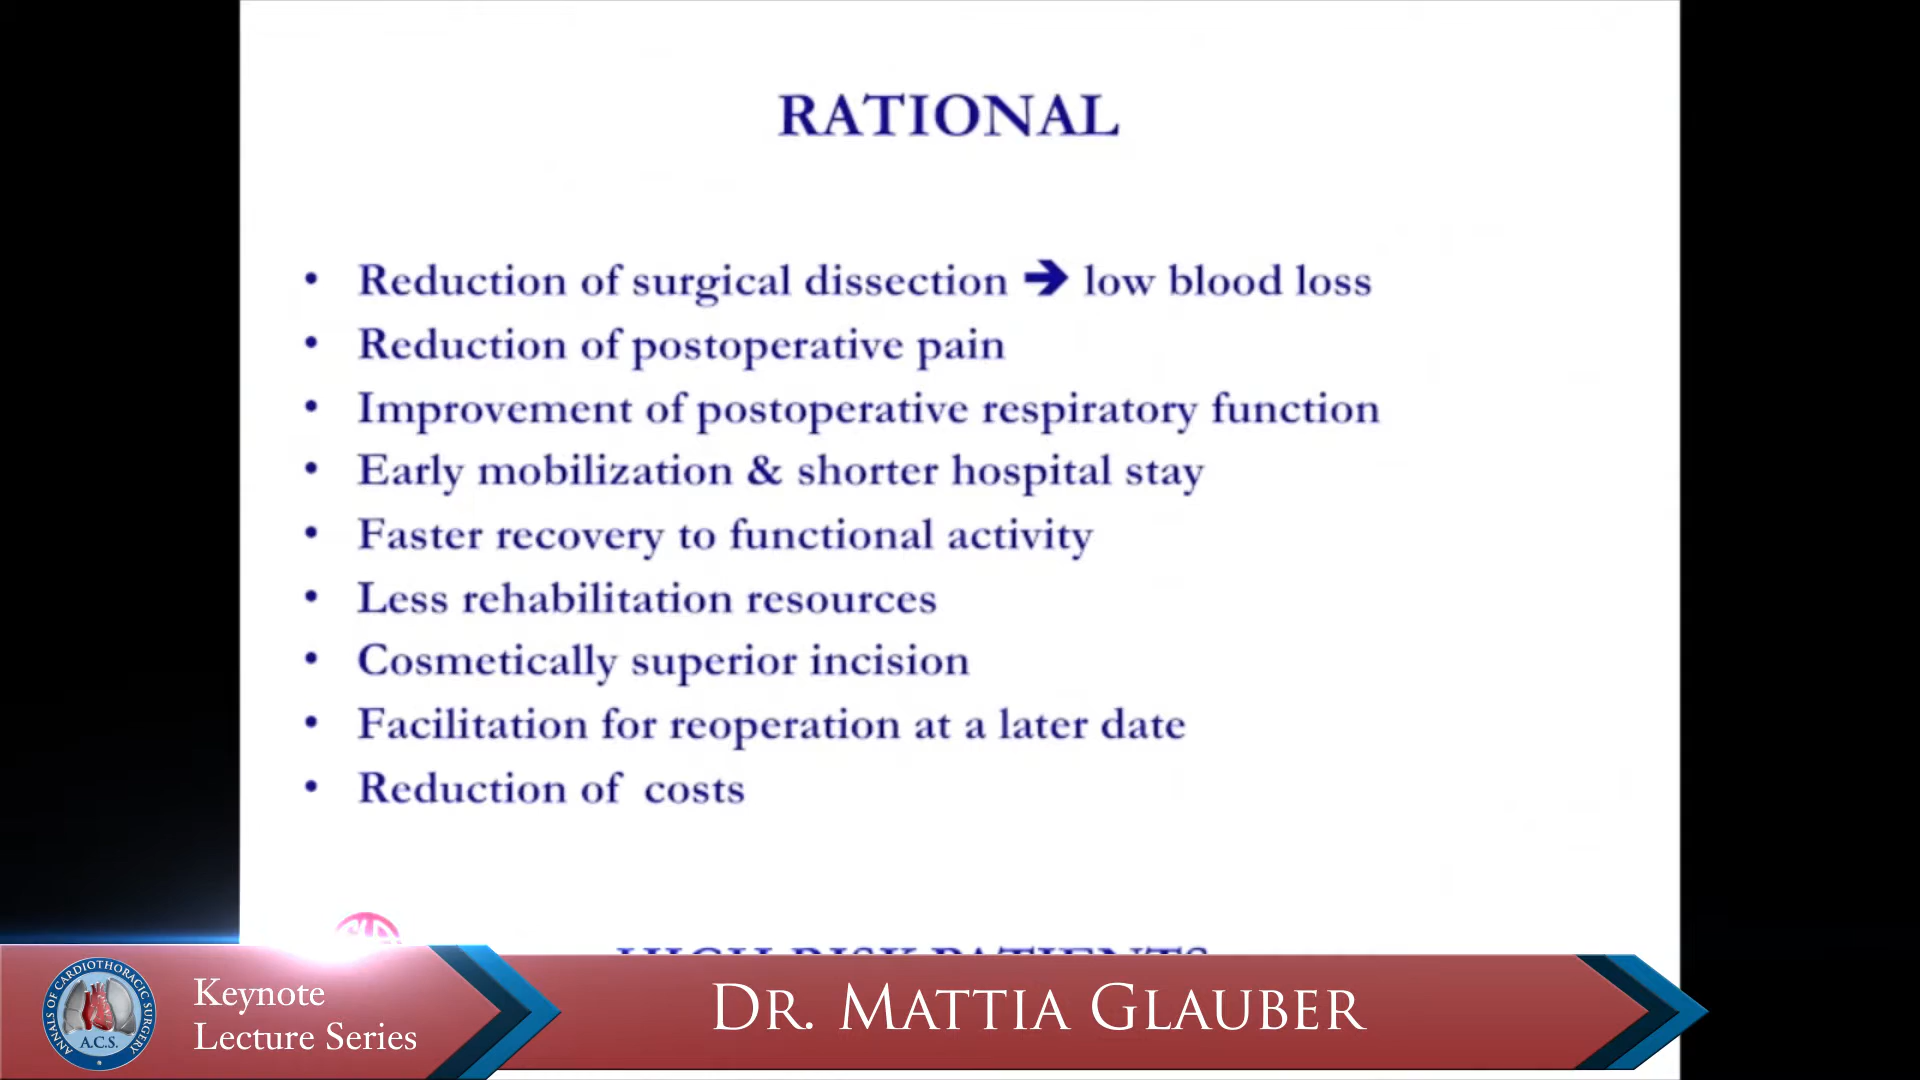 RATIONAL
• Reduction of surgical dissection ➔ low blood loss
• Reduction of postoperative pain
• Improvement of postoperative respiratory function
• Early mobilization & shorter hospital stay
• Faster recovery to functional activity
• Less rehabilitation resources
• Cosmetically superior incision
• Facilitation for reoperation at a later date
• Reduction of costs
HIGH RISK PATIENTS
ANNALS OF CARDIOTHORACIC SURGERY
A.C.S.
Keynote
Lecture Series
DR. MATTIA GLAUBER